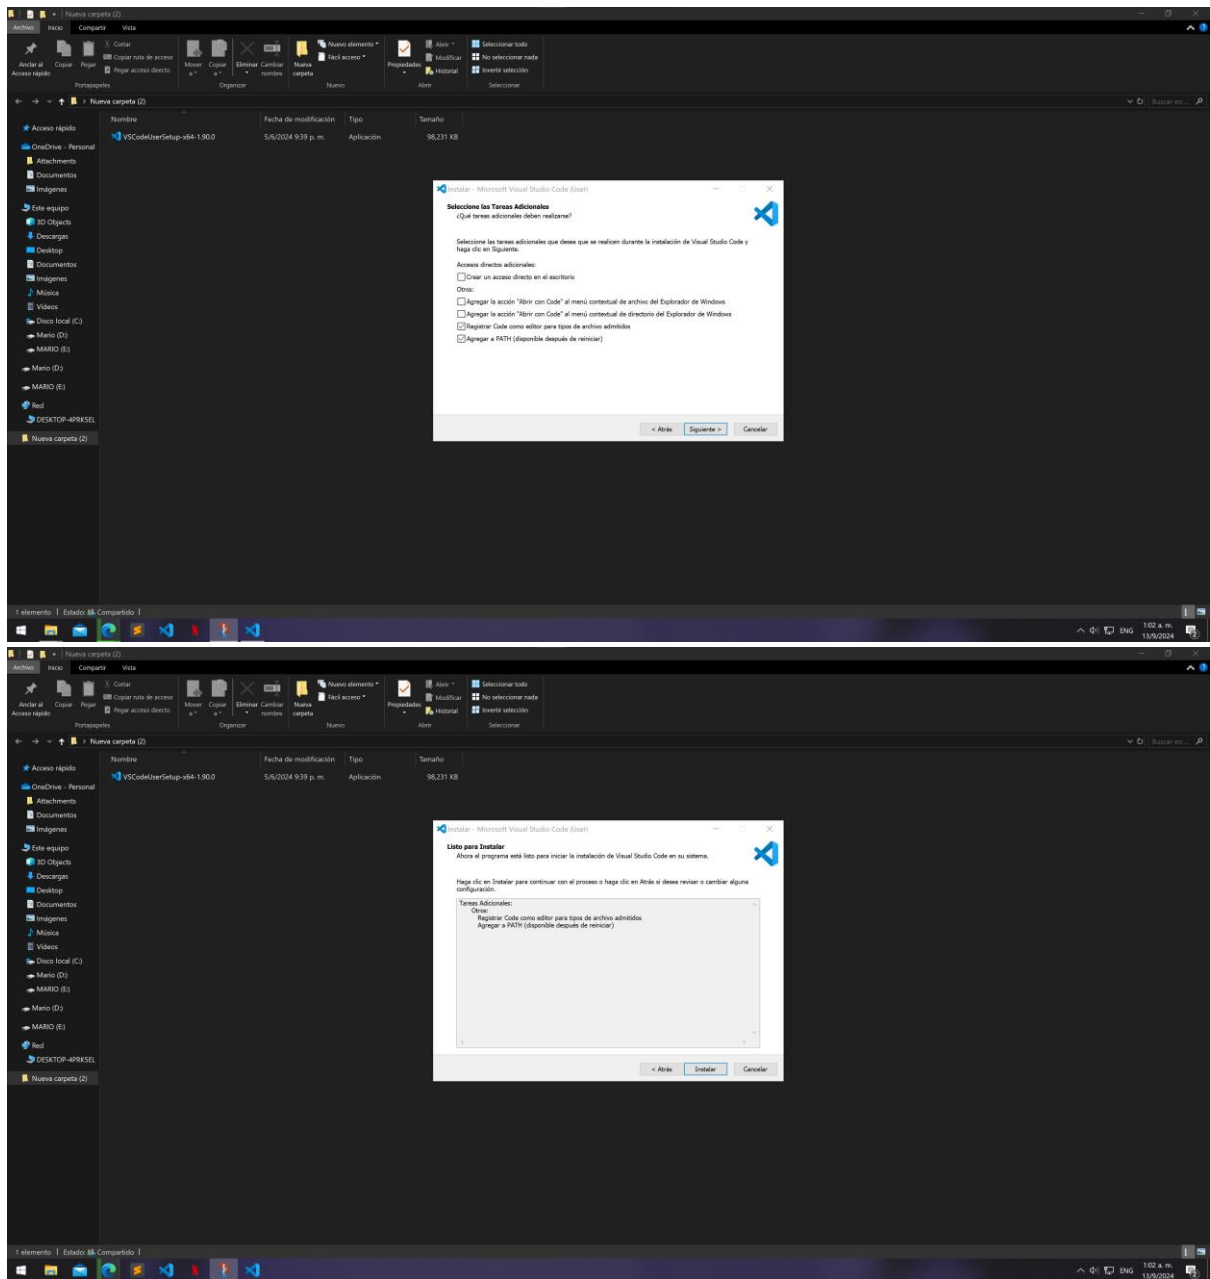 Nueva carpeta (2)
Archivo Inicio Compartir Vista
Anclar al Acceso rápido
Copiar
Pegar
Cortar
Copiar ruta de acceso
Pegar acceso directo
Portapapeles
Mover a
Copiar a
Eliminar
Cambiar nombre
Organizar
Nueva carpeta
Nuevo elemento
Fácil acceso
Nuevo
Propiedades
Abrir
Modificar
Historial
Abrir
Seleccionar todo
No seleccionar nada
Invertir selección
Seleccionar
> Nueva carpeta (2)
Buscar en ...
Nombre Fecha de modificación Tipo Tamaño
VSCodeUserSetup-x64-1.90.0 5/6/2024 9:39 p. m. Aplicación 98,231 KB
Acceso rápido
OneDrive - Personal
Attachments
Documentos
Imágenes
Este equipo
3D Objects
Descargas
Desktop
Documentos
Imágenes
Música
Vídeos
Disco local (C:)
Mario (D:)
MARIO (E:)
Mario (D:)
MARIO (E:)
Red
DESKTOP-4PRKSEL
Nueva carpeta (2)
Instalar - Microsoft Visual Studio Code (User)
Seleccione las Tareas Adicionales
¿Qué tareas adicionales deben realizarse?
Seleccione las tareas adicionales que desea que se realicen durante la instalación de Visual Studio Code y
haga clic en Siguiente.
Accesos directos adicionales:
Crear un acceso directo en el escritorio
Otros:
Agregar la acción "Abrir con Code" al menú contextual de archivo del Explorador de Windows
Agregar la acción "Abrir con Code" al menú contextual de directorio del Explorador de Windows
Registrar Code como editor para tipos de archivo admitidos
Agregar a PATH (disponible después de reiniciar)
< Atrás Siguiente > Cancelar
1 elemento Estado: Compartido
ENG
1:02 a. m.
13/9/2024
Nueva carpeta (2)
Archivo Inicio Compartir Vista
Anclar al Acceso rápido
Copiar
Pegar
Cortar
Copiar ruta de acceso
Pegar acceso directo
Portapapeles
Mover a
Copiar a
Eliminar
Cambiar nombre
Organizar
Nueva carpeta
Nuevo elemento
Fácil acceso
Nuevo
Propiedades
Abrir
Modificar
Historial
Abrir
Seleccionar todo
No seleccionar nada
Invertir selección
Seleccionar
> Nueva carpeta (2)
Buscar en ...
Nombre Fecha de modificación Tipo Tamaño
VSCodeUserSetup-x64-1.90.0 5/6/2024 9:39 p. m. Aplicación 98,231 KB
Acceso rápido
OneDrive - Personal
Attachments
Documentos
Imágenes
Este equipo
3D Objects
Descargas
Desktop
Documentos
Imágenes
Música
Vídeos
Disco local (C:)
Mario (D:)
MARIO (E:)
Mario (D:)
MARIO (E:)
Red
DESKTOP-4PRKSEL
Nueva carpeta (2)
Instalar - Microsoft Visual Studio Code (User)
Listo para Instalar
Ahora el programa está listo para iniciar la instalación de Visual Studio Code en su sistema.
Haga clic en Instalar para continuar con el proceso o haga clic en Atrás si desea revisar o cambiar alguna
configuración.
Tareas Adicionales:
Otros:
Registrar Code como editor para tipos de archivo admitidos
Agregar a PATH (disponible después de reiniciar)
< Atrás Instalar Cancelar
1 elemento Estado: Compartido
ENG
1:02 a. m.
13/9/2024